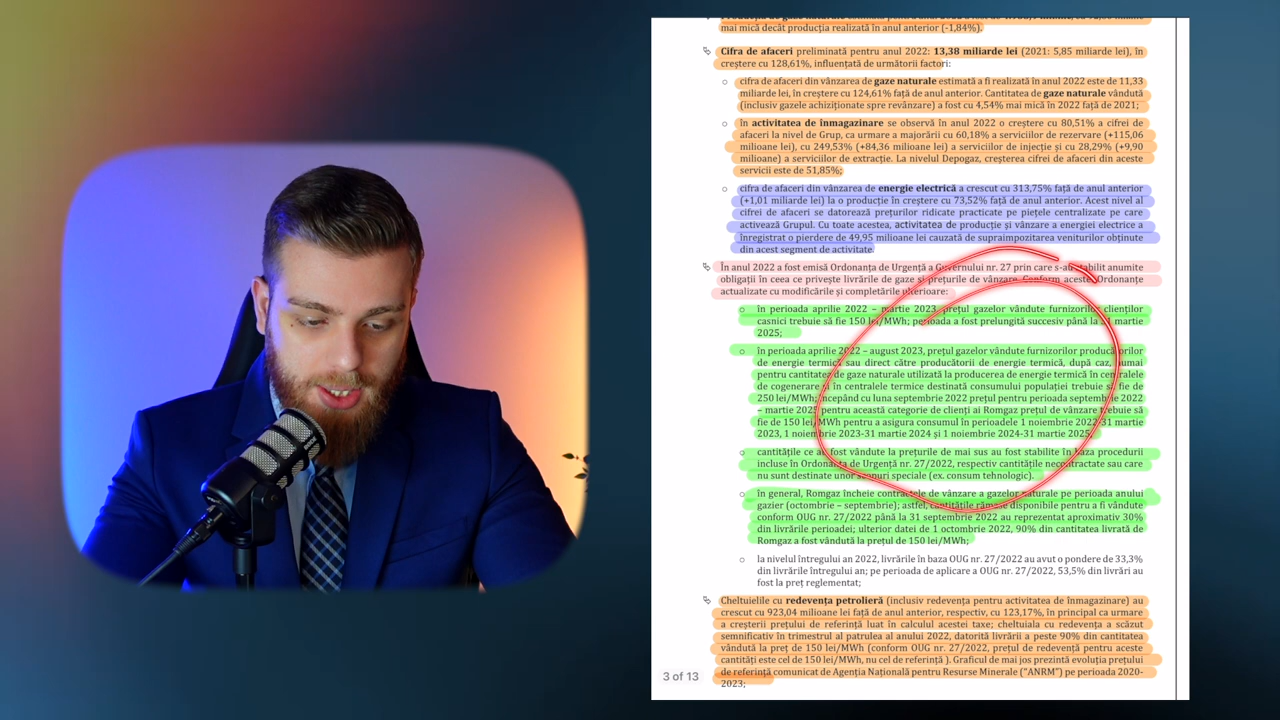 mai mică decât producția realizată în anul anterior (-1,84%).
Cifra de afaceri preliminată pentru anul 2022: 13,38 miliarde lei (2021: 5,85 miliarde lei), în
creștere cu 128,61%, influențată de următorii factori:
cifra de afaceri din vânzarea de gaze naturale estimată a fi realizată în anul 2022 este de 11,33
miliarde lei, în creștere cu 124,61% față de anul anterior. Cantitatea de gaze naturale vândută
(inclusiv gazele achiziționate spre revânzare) a fost cu 4,54% mai mică în 2022 față de 2021;
în activitatea de înmagazinare se observă în anul 2022 o creștere cu 80,51% a cifrei de
afaceri la nivel de Grup, ca urmare a majorării cu 60,18% a serviciilor de rezervare (+115,06
milioane lei), cu 249,53% (+84,36 milioane lei) a serviciilor de injecție și cu 28,29% (+9,90
milioane) a serviciilor de extracție. La nivelul Depogaz, creșterea cifrei de afaceri din aceste
servicii este de 51,85%;
cifra de afaceri din vânzarea de energie electrică a crescut cu 313,75% față de anul anterior
(+1,01 miliarde lei) la o producție în creștere cu 73,52% față de anul anterior. Acest nivel al
cifrei de afaceri se datorează prețurilor ridicate practicate pe piețele centralizate pe care
activează Grupul. Cu toate acestea, activitatea de producție și vânzare a energiei electrice a
înregistrat o pierdere de 49,95 milioane lei cauzată de supraimpozitarea veniturilor obținute
din acest segment de activitate.
În anul 2022 a fost emisă Ordonanța de Urgență a Guvernului nr. 27 prin care s-au stabilit anumite
obligații în ceea ce privește livrările de gaze și prețurile de vânzare. Conform acestei Ordonanțe
actualizate cu modificările și completările ulterioare:
în perioada aprilie 2022 – martie 2023, prețul gazelor vândute furnizorilor clienților
casnici trebuie să fie 150 lei/MWh; perioada a fost prelungită succesiv până la 31 martie
2025;
în perioada aprilie 2022 – august 2023, prețul gazelor vândute furnizorilor producătorilor
de energie termică sau direct către producătorii de energie termică, după caz, numai
pentru cantitatea de gaze naturale utilizată la producerea de energie termică în centralele
de cogenerare și în centralele termice destinată consumului populației trebuie să fie de
250 lei/MWh; începând cu luna septembrie 2022 prețul pentru perioada septembrie 2022
– martie 2025 pentru această categorie de clienți ai Romgaz prețul de vânzare trebuie să
fie de 150 lei/MWh pentru a asigura consumul în perioadele 1 noiembrie 2022-31 martie
2023, 1 noiembrie 2023-31 martie 2024 și 1 noiembrie 2024-31 martie 2025;
cantitățile ce au fost vândute la prețurile de mai sus au fost stabilite în baza procedurii
incluse în Ordonanța de Urgență nr. 27/2022, respectiv cantitățile necontractate sau care
nu sunt destinate unor scopuri speciale (ex. consum tehnologic).
în general, Romgaz încheie contractele de vânzare a gazelor naturale pe perioada anului
gazier (octombrie – septembrie); astfel, cantitățile rămase disponibile pentru a fi vândute
conform OUG nr. 27/2022 până la 31 septembrie 2022 au reprezentat aproximativ 30%
din livrările perioadei; ulterior datei de 1 octombrie 2022, 90% din cantitatea livrată de
Romgaz a fost vândută la prețul de 150 lei/MWh;
la nivelul întregului an 2022, livrările în baza OUG nr. 27/2022 au avut o pondere de 33,3%
din livrările întregului an; pe perioada de aplicare a OUG nr. 27/2022, 53,5% din livrări au
fost la preț reglementat;
Cheltuielile cu redevența petrolieră (inclusiv redevența pentru activitatea de înmagazinare) au
crescut cu 923,04 milioane lei față de anul anterior, respectiv, cu 123,17%, în principal ca urmare
a creșterii prețului de referință luat în calculul acestei taxe; cheltuiala cu redevența a scăzut
semnificativ în trimestrul al patrulea al anului 2022, datorită livrării a peste 90% din cantitatea
vândută la preț de 150 lei/MWh (conform OUG nr. 27/2022, prețul de redevență pentru aceste
cantități este cel de 150 lei/MWh, nu cel de referință ). Graficul de mai jos prezintă evoluția prețului
de referință comunicat de Agenția Națională pentru Resurse Minerale (“ANRM”) pe perioada 2020-
2023;
3 of 13